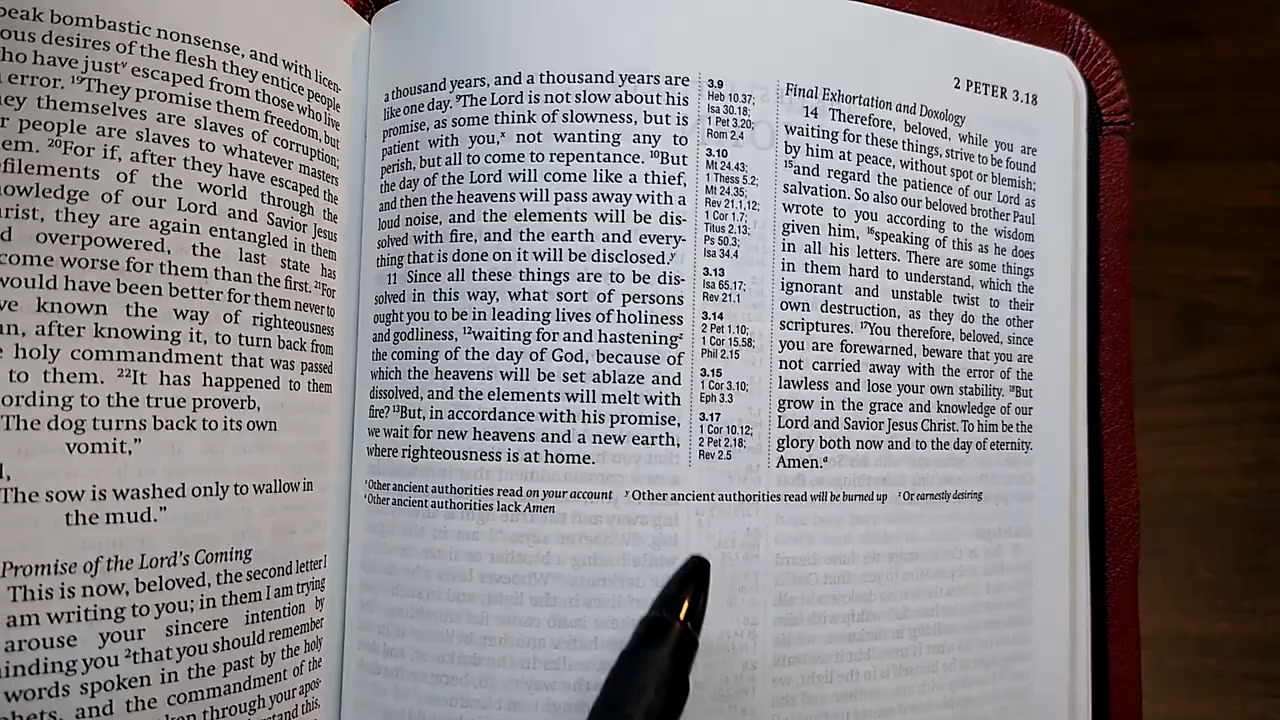 peak bombastic nonsense, and with licen-
ous desires of the flesh they entice people
ho have justᵛ escaped from those who live
error. ¹⁹They promise them freedom, but
ey themselves are slaves of corruption;
r people are slaves to whatever masters
em. ²⁰For if, after they have escaped the
filements of the world through the
owledge of our Lord and Savior Jesus
rist, they are again entangled in them
d overpowered, the last state has
come worse for them than the first. ²¹For
would have been better for them never to
ve known the way of righteousness
an, after knowing it, to turn back from
e holy commandment that was passed
to them. ²²It has happened to them
ording to the true proverb,
The dog turns back to its own
vomit,”
l,
The sow is washed only to wallow in
the mud.”
Promise of the Lord’s Coming
This is now, beloved, the second letter I
am writing to you; in them I am trying
arouse your sincere intention by
inding you ²that you should remember
words spoken in the past by the holy
phets, and the commandment of the
through your apos-
stand this,
a thousand years, and a thousand years are
like one day. ⁹The Lord is not slow about his
promise, as some think of slowness, but is
patient with you,ˣ not wanting any to
perish, but all to come to repentance. ¹⁰But
the day of the Lord will come like a thief,
and then the heavens will pass away with a
loud noise, and the elements will be dis-
solved with fire, and the earth and every-
thing that is done on it will be disclosed.ʸ
11 Since all these things are to be dis-
solved in this way, what sort of persons
ought you to be in leading lives of holiness
and godliness, ¹²waiting for and hasteningᶻ
the coming of the day of God, because of
which the heavens will be set ablaze and
dissolved, and the elements will melt with
fire? ¹³But, in accordance with his promise,
we wait for new heavens and a new earth,
where righteousness is at home.
3.9
Heb 10.37;
Isa 30.18;
1 Pet 3.20;
Rom 2.4
3.10
Mt 24.43;
1 Thess 5.2;
Mt 24.35;
Rev 21.1,12;
1 Cor 1.7;
Titus 2.13;
Ps 50.3;
Isa 34.4
3.13
Isa 65.17;
Rev 21.1
3.14
2 Pet 1.10;
1 Cor 15.58;
Phil 2.15
3.15
1 Cor 3.10;
Eph 3.3
3.17
1 Cor 10.12;
2 Pet 2.18;
Rev 2.5
2 PETER 3.18
Final Exhortation and Doxology
14 Therefore, beloved, while you are
waiting for these things, strive to be found
by him at peace, without spot or blemish;
¹⁵and regard the patience of our Lord as
salvation. So also our beloved brother Paul
wrote to you according to the wisdom
given him, ¹⁶speaking of this as he does
in all his letters. There are some things
in them hard to understand, which the
ignorant and unstable twist to their
own destruction, as they do the other
scriptures. ¹⁷You therefore, beloved, since
you are forewarned, beware that you are
not carried away with the error of the
lawless and lose your own stability. ¹⁸But
grow in the grace and knowledge of our
Lord and Savior Jesus Christ. To him be the
glory both now and to the day of eternity.
Amen.ᵃ
ˣOther ancient authorities read on your account ʸOther ancient authorities read will be burned up ᶻOr earnestly desiring
ᵃOther ancient authorities lack Amen